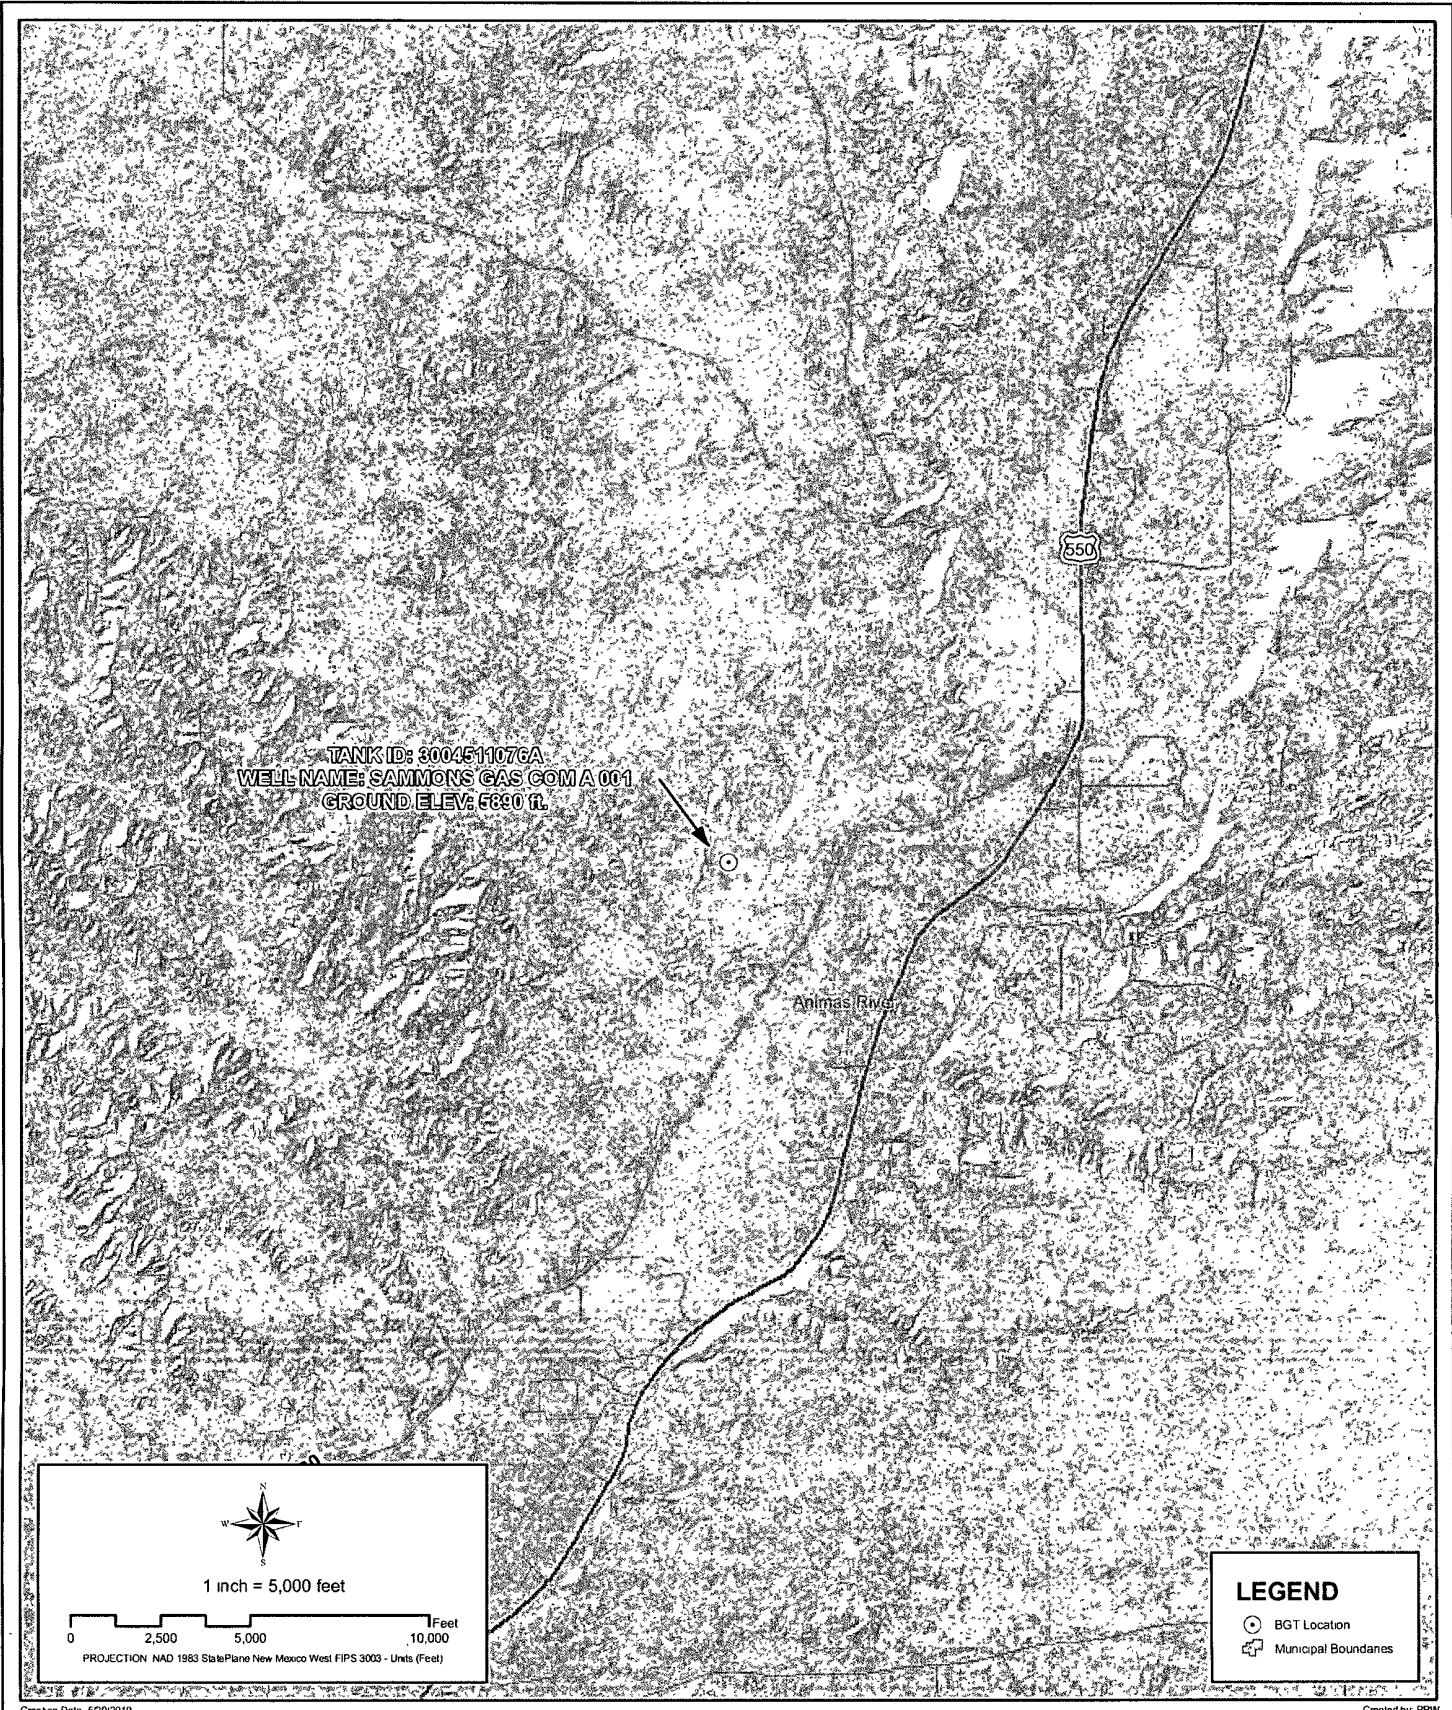 550
TANK ID: 3004511076A
WELL NAME: SAMMONS GAS COM A 001
GROUND ELEV: 5890 ft.
Animas River
N
W
S
1 inch = 5,000 feet
Feet
0 2,500 5,000 10,000
PROJECTION NAD 1983 StatePlane New Mexico West FIPS 3003 - Units (Feet)
LEGEND
BGT Location
Municipal Boundaries